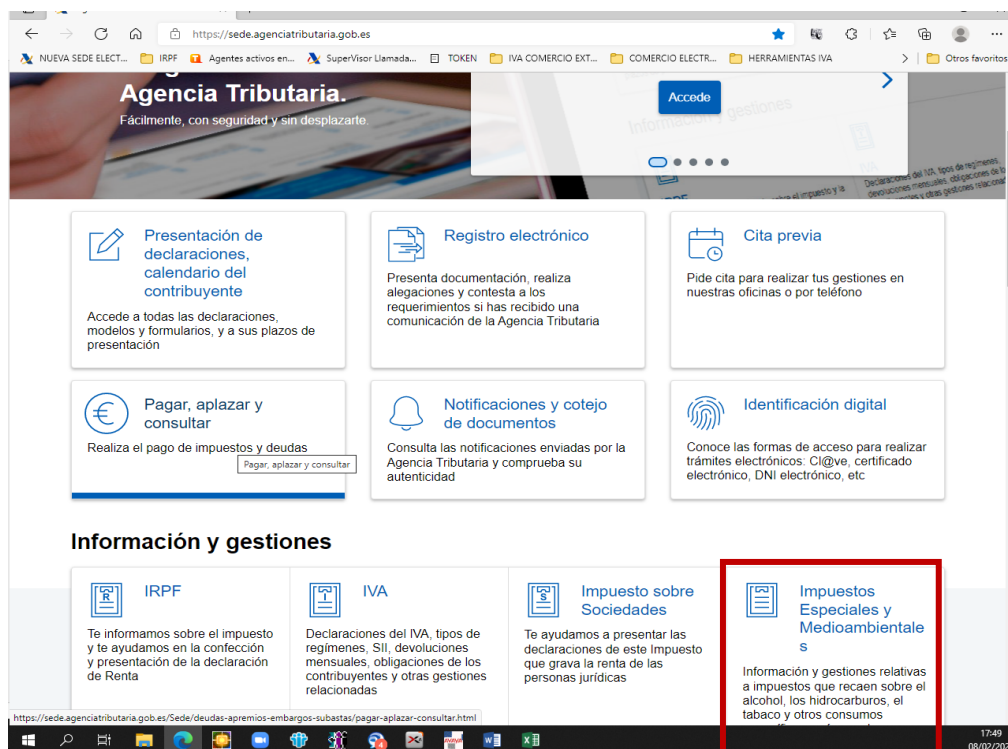 https://sede.agenciatributaria.gob.es
NUEVA SEDE ELECT... IRPF Agentes activos en... SuperVisor Llamada... TOKEN IVA COMERCIO EXT... COMERCIO ELECTR... HERRAMIENTAS IVA Otros favoritos
Agencia Tributaria.
Fácilmente, con seguridad y sin desplazarte.
Accede
Información y gestiones
Presentación de
declaraciones,
calendario del
contribuyente
Accede a todas las declaraciones,
modelos y formularios, y a sus plazos de
presentación
Registro electrónico
Presenta documentación, realiza
alegaciones y contesta a los
requerimientos si has recibido una
comunicación de la Agencia Tributaria
Cita previa
Pide cita para realizar tus gestiones en
nuestras oficinas o por teléfono
Pagar, aplazar y
consultar
Realiza el pago de impuestos y deudas
Pagar, aplazar y consultar
Notificaciones y cotejo
de documentos
Consulta las notificaciones enviadas por la
Agencia Tributaria y comprueba su
autenticidad
Identificación digital
Conoce las formas de acceso para realizar
trámites electrónicos: Cl@ve, certificado
electrónico, DNI electrónico, etc
Información y gestiones
IRPF
Te informamos sobre el impuesto
y te ayudamos en la confección
y presentación de la declaración
de Renta
IVA
Declaraciones del IVA, tipos de
regímenes, SII, devoluciones
mensuales, obligaciones de los
contribuyentes y otras gestiones
relacionadas
Impuesto sobre
Sociedades
Te ayudamos a presentar las
declaraciones de este Impuesto
que grava la renta de las
personas jurídicas
Impuestos
Especiales y
Medioambientale
s
Información y gestiones relativas
a impuestos que recaen sobre el
alcohol, los hidrocarburos, el
tabaco y otros consumos
https://sede.agenciatributaria.gob.es/Sede/deudas-apremios-embargos-subastas/pagar-aplazar-consultar.html
17:49
08/02/20